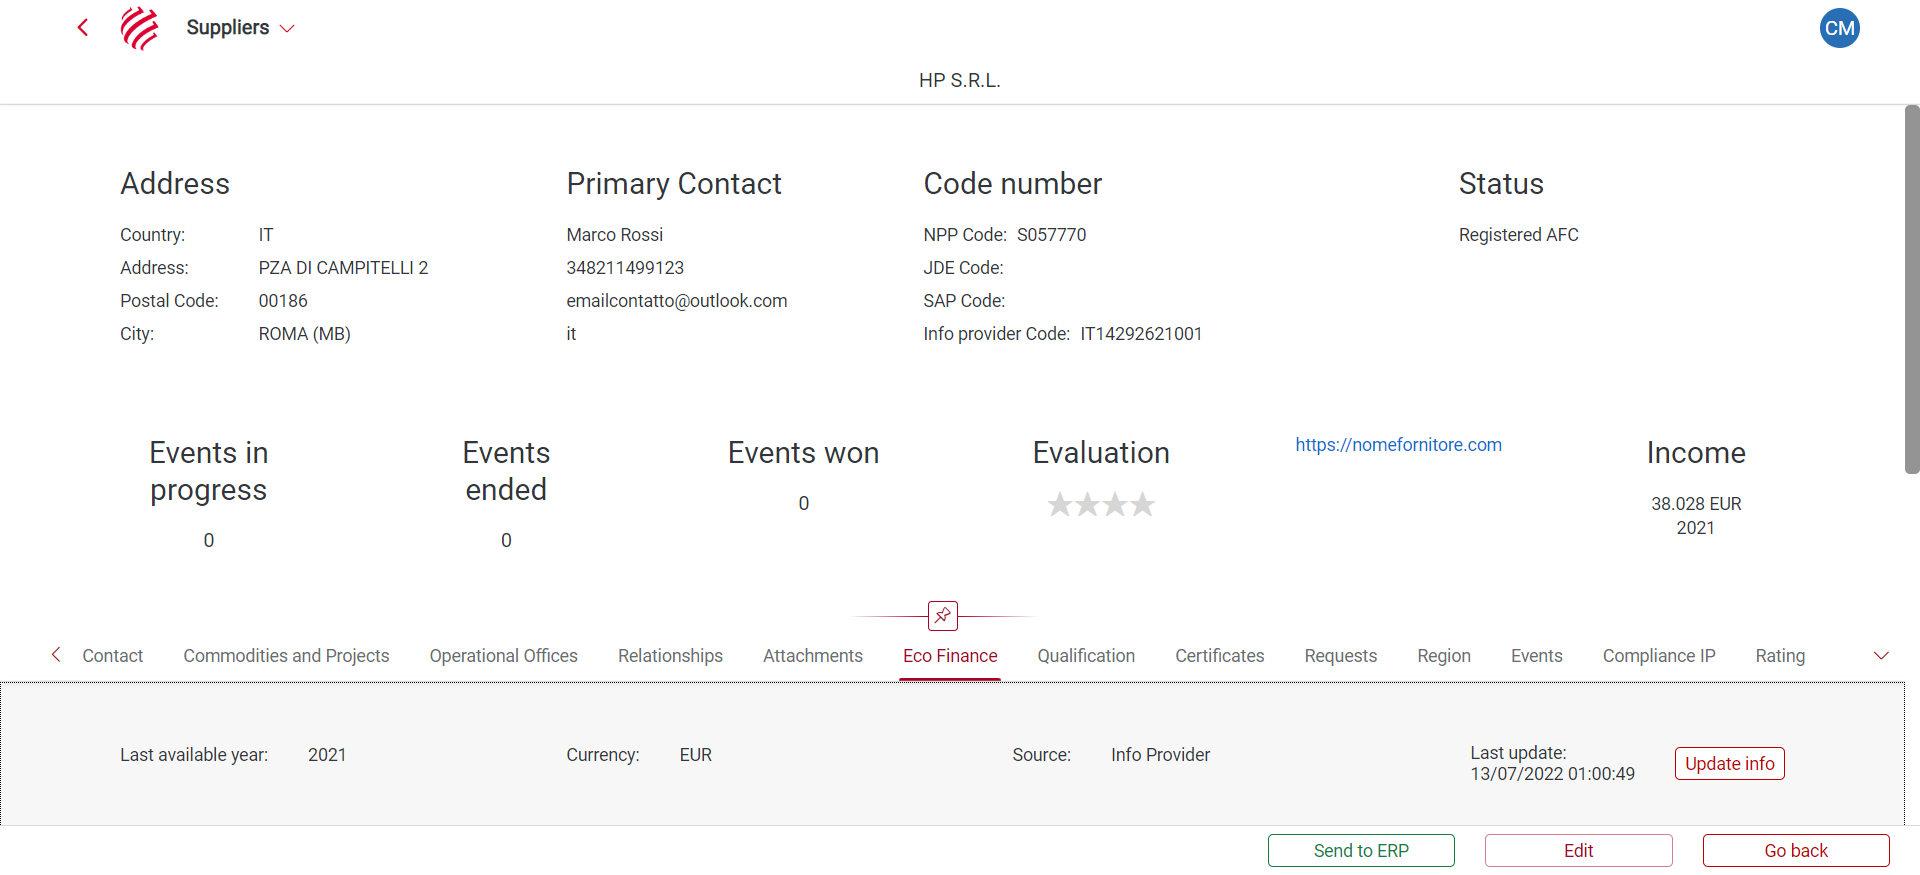 Suppliers
CM
HP S.R.L.
Address
Country: IT
Address: PZA DI CAMPITELLI 2
Postal Code: 00186
City: ROMA (MB)
Primary Contact
Marco Rossi
348211499123
emailcontatto@outlook.com
it
Code number
NPP Code: S057770
JDE Code:
SAP Code:
Info provider Code: IT14292621001
Status
Registered AFC
Events in
progress
0
Events
ended
0
Events won
0
Evaluation
https://nomefornitore.com
Income
38.028 EUR
2021
Contact Commodities and Projects Operational Offices Relationships Attachments Eco Finance Qualification Certificates Requests Region Events Compliance IP Rating
Last available year: 2021
Currency: EUR
Source: Info Provider
Last update:
13/07/2022 01:00:49
Update info
Send to ERP
Edit
Go back